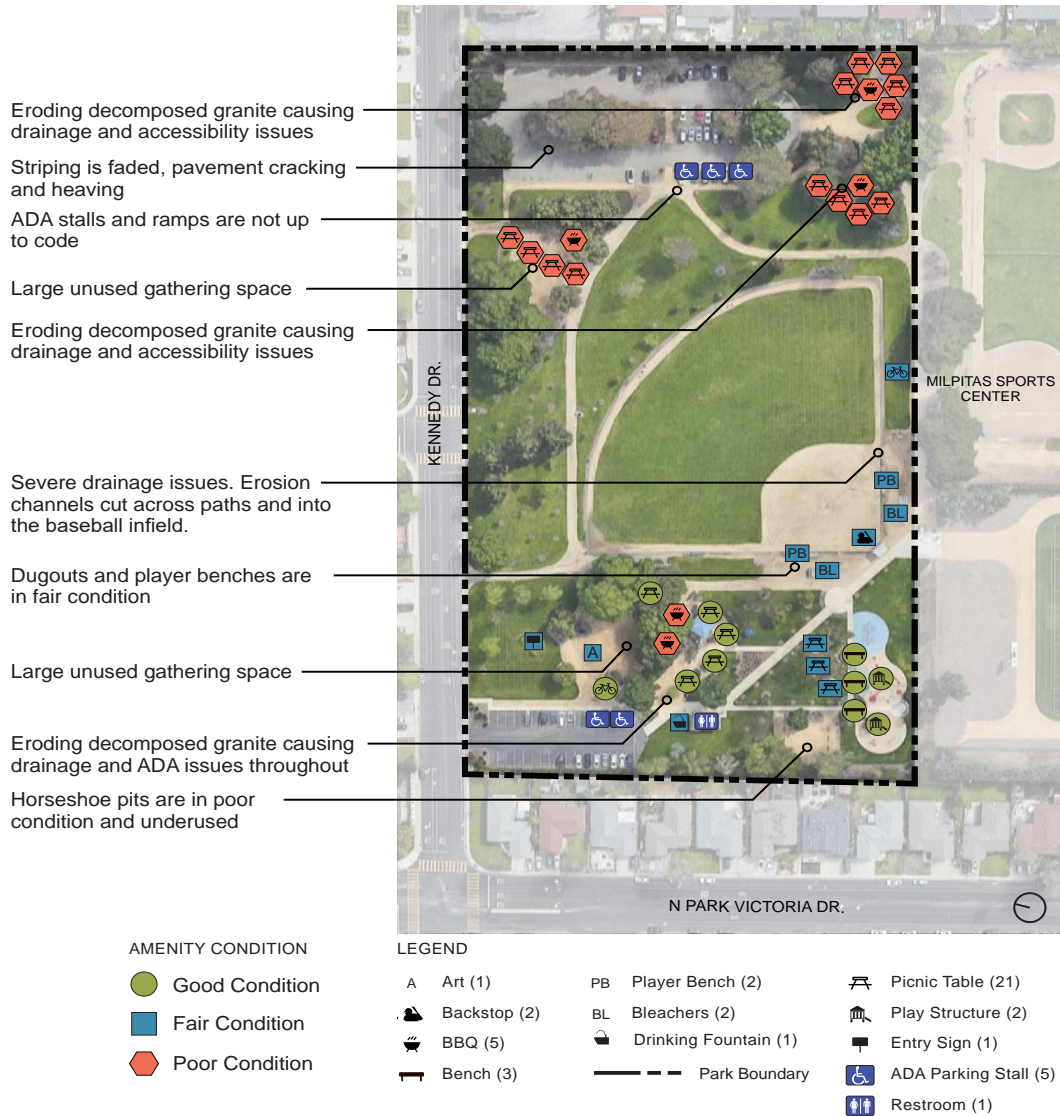 Eroding decomposed granite causing
drainage and accessibility issues
Striping is faded, pavement cracking
and heaving
ADA stalls and ramps are not up
to code
Large unused gathering space
Eroding decomposed granite causing
drainage and accessibility issues
Severe drainage issues. Erosion
channels cut across paths and into
the baseball infield.
Dugouts and player benches are
in fair condition
Large unused gathering space
Eroding decomposed granite causing
drainage and ADA issues throughout
Horseshoe pits are in poor
condition and underused
KENNEDY DR.
MILPITAS SPORTS
CENTER
PB
BL
PB
BL
A
N PARK VICTORIA DR.
AMENITY CONDITION
Good Condition
Fair Condition
Poor Condition
LEGEND
A Art (1)
Backstop (2)
BBQ (5)
Bench (3)
PB Player Bench (2)
BL Bleachers (2)
Drinking Fountain (1)
Park Boundary
Picnic Table (21)
Play Structure (2)
Entry Sign (1)
ADA Parking Stall (5)
Restroom (1)